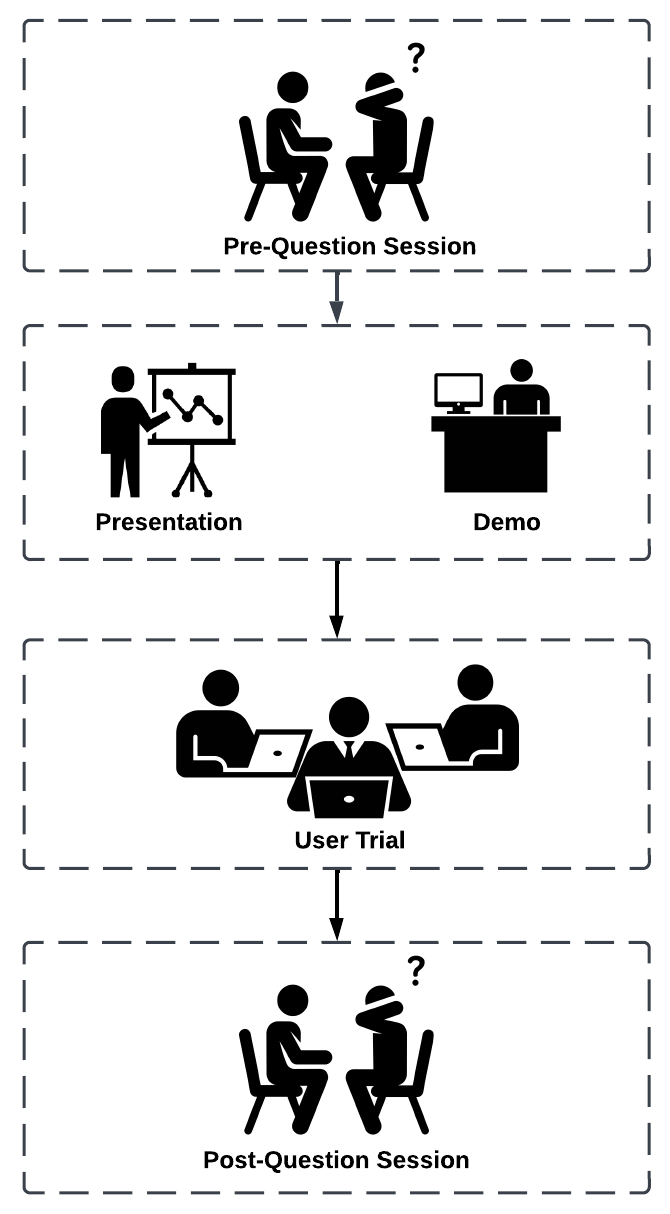 ?
Pre-Question Session
Presentation
Demo
User Trial
?
Post-Question Session